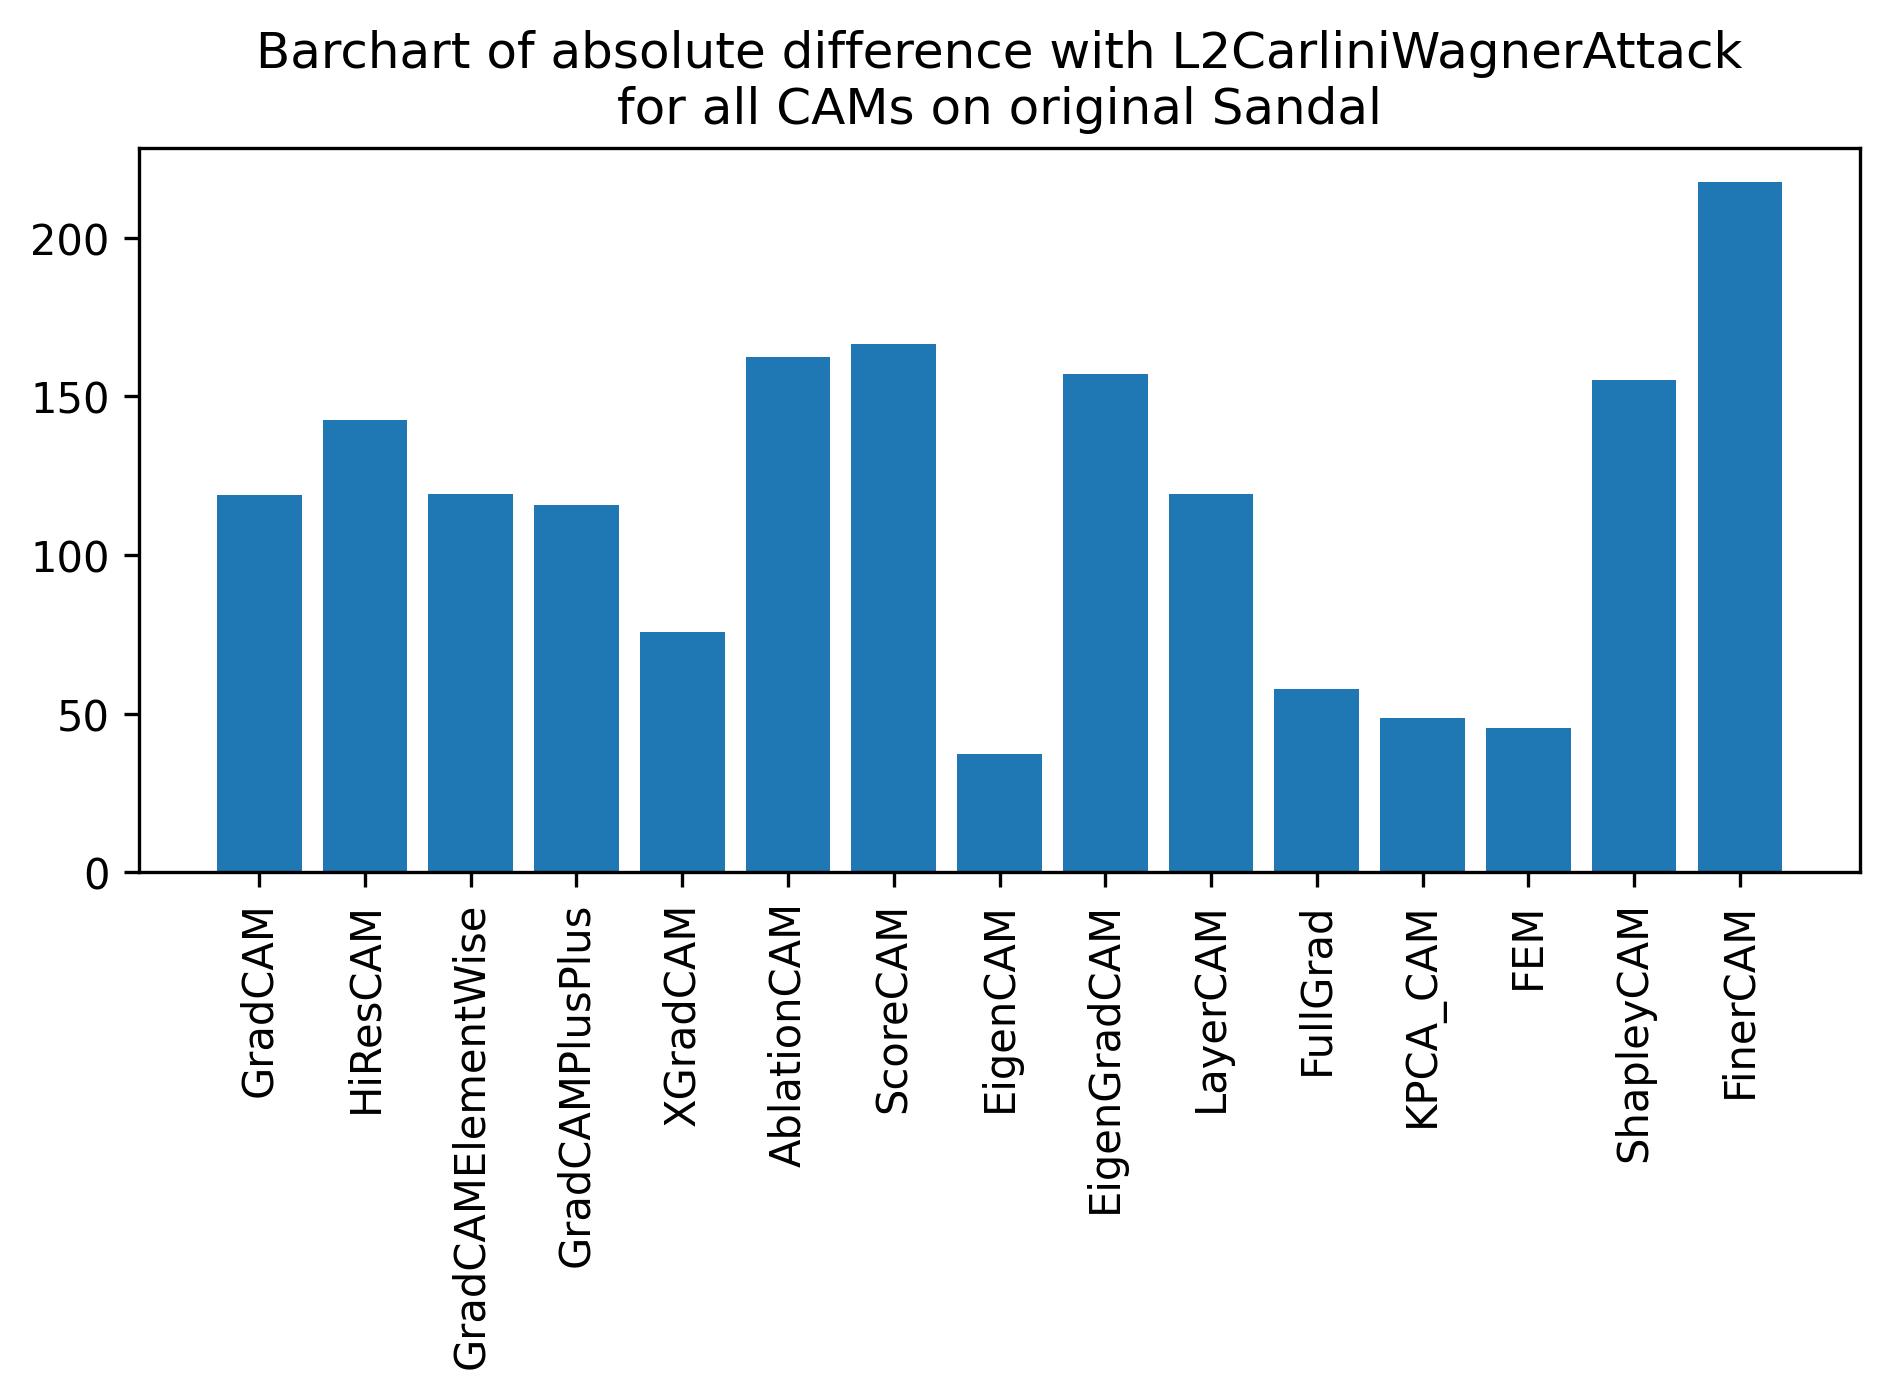 Barchart of absolute difference with L2CarliniWagnerAttack
for all CAMs on original Sandal
200
150
100
50
0
GradCAM
HiResCAM
GradCAMElementWise
GradCAMPlusPlus
XGradCAM
AblationCAM
ScoreCAM
EigenCAM
EigenGradCAM
LayerCAM
FullGrad
KPCA_CAM
FEM
ShapleyCAM
FinerCAM